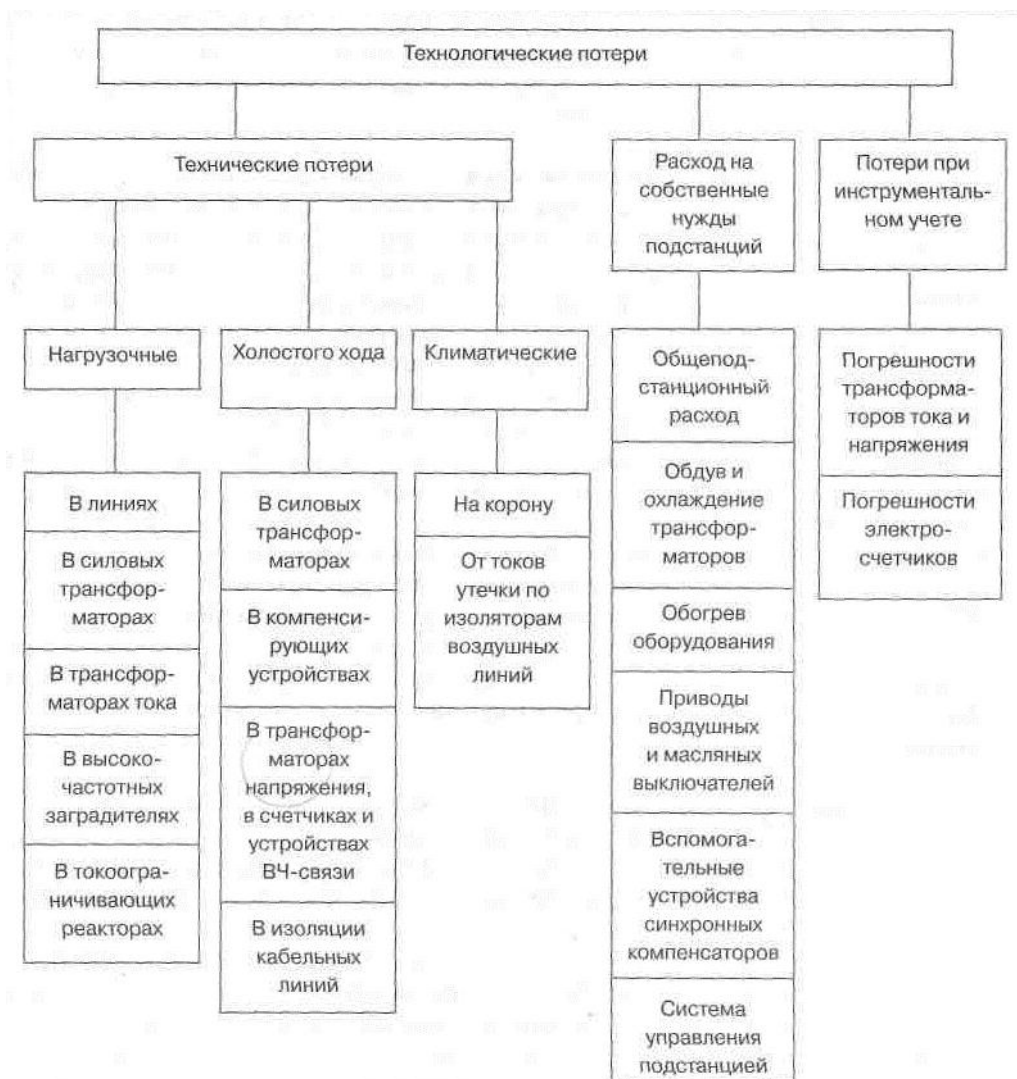 Технологические потери
Технические потери
Расход на
собственные
нужды
подстанций
Потери при
инструменталь-
ном учете
Нагрузочные
Холостого хода
Климатические
В линиях
В силовых
трансфор-
маторах
В трансфор-
маторах тока
В высоко-
частотных
заградителях
В токоогра-
ничивающих
реакторах
В силовых
трансфор-
маторах
В компенси-
рующих
устройствах
В трансфор-
маторах
напряжения,
в счетчиках и
устройствах
ВЧ-связи
В изоляции
кабельных
линий
На корону
От токов
утечки по
изоляторам
воздушных
линий
Общепод-
станционный
расход
Обдув и
охлаждение
трансфор-
маторов
Обогрев
оборудования
Приводы
воздушных
и масляных
выключателей
Вспомога-
тельные
устройства
синхронных
компенсаторов
Система
управления
подстанцией
Погрешности
трансформа-
торов тока и
напряжения
Погрешности
электро-
счетчиков